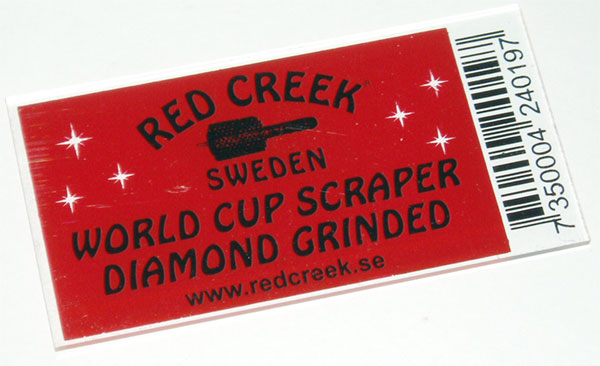 RED CREEK
SWEDEN
WORLD CUP SCRAPER
DIAMOND GRINDED
www.redcreek.se
7 350004 240197